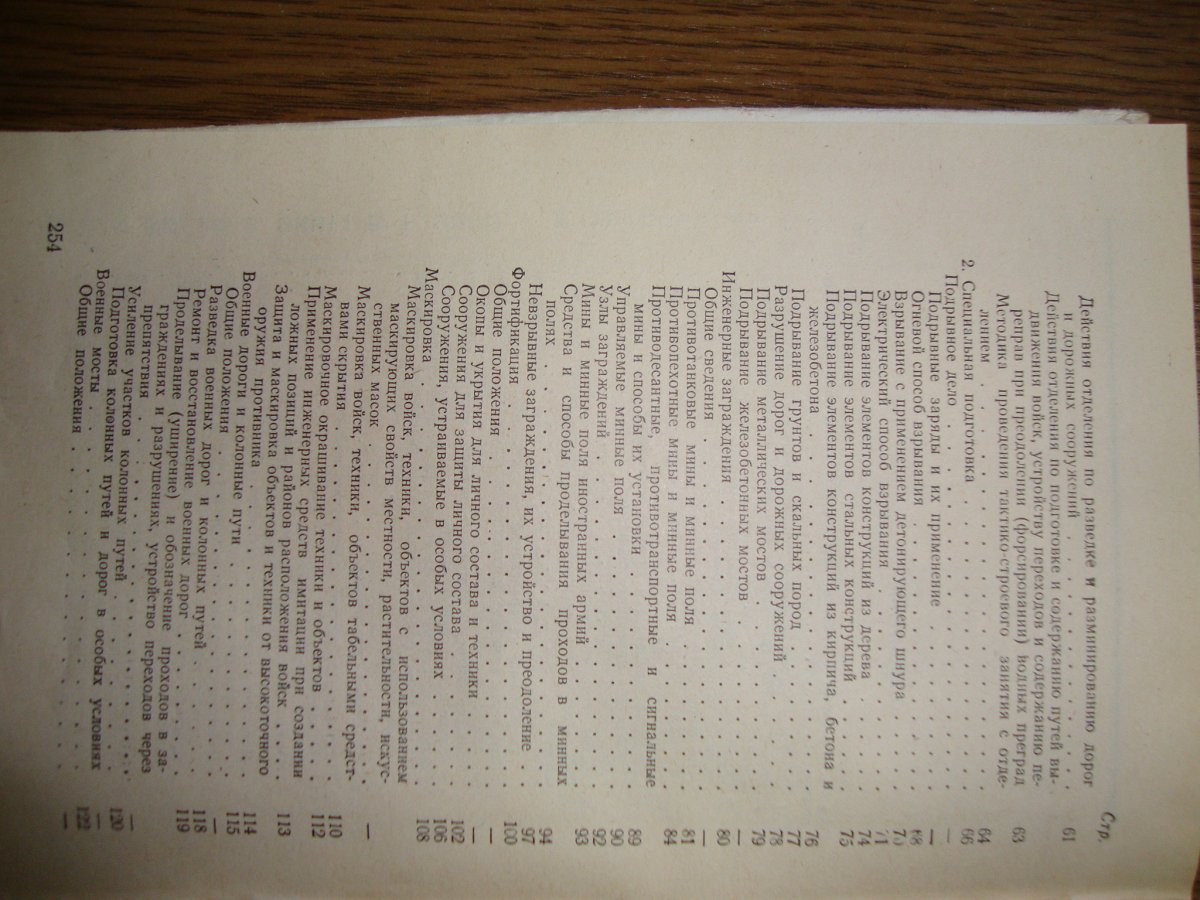 Стр.
Действия отделения по разведке и разминированию дорог
и дорожных сооружений . . . . . . . . . 61
Действия отделения по подготовке и содержанию путей вы-
движения войск, устройству переходов и содержанию пе-
реправ при преодолении (форсировании) водных преград 63
Методика проведения тактико-строевого занятия с отде-
лением . . . . . . . . . . . . 64
2. Специальная подготовка . . . . . . . . . 66
Подрывное дело . . . . . . . . . . . —
Подрывные заряды и их применение . . . . . . —
Огневой способ взрывания . . . . . . . . 68
Взрывание с применением детонирующего шнура . . . 70
Электрический способ взрывания . . . . . . 71
Подрывание элементов конструкций из дерева . . . 74
Подрывание элементов стальных конструкций . . . 75
Подрывание элементов конструкций из кирпича, бетона и
железобетона . . . . . . . . . . . 76
Подрывание грунтов и скальных пород . . . . . 77
Разрушение дорог и дорожных сооружений . . . . 78
Подрывание металлических мостов . . . . . . 79
Подрывание железобетонных мостов . . . . . . —
Инженерные заграждения . . . . . . . . . 80
Общие сведения . . . . . . . . . . . —
Противотанковые мины и минные поля . . . . . 81
Противопехотные мины и минные поля . . . . . 84
Противодесантные, противотранспортные и сигнальные
мины и способы их установки . . . . . . . 89
Управляемые минные поля . . . . . . . . 90
Узлы заграждений . . . . . . . . . . 92
Мины и минные поля иностранных армий . . . . . 93
Средства и способы проделывания проходов в минных
полях . . . . . . . . . . . . . 94
Невзрывные заграждения, их устройство и преодоление . 97
Фортификация . . . . . . . . . . . . 100
Общие положения . . . . . . . . . . . —
Окопы и укрытия для личного состава и техники . . . —
Сооружения для защиты личного состава . . . . . 102
Сооружения, устраиваемые в особых условиях . . . . 106
Маскировка . . . . . . . . . . . . . 108
Маскировка войск, техники, объектов с использованием
маскирующих свойств местности, растительности, искус-
ственных масок . . . . . . . . . . . —
Маскировка войск, техники, объектов табельными средст-
вами скрытия . . . . . . . . . . . . 110
Маскировочное окрашивание техники и объектов . . . 112
Применение инженерных средств имитации при создании
ложных позиций и районов расположения войск . . . 113
Защита и маскировка объектов и техники от высокоточного
оружия противника . . . . . . . . . . 114
Военные дороги и колонные пути . . . . . . . 115
Общие положения . . . . . . . . . . . —
Разведка военных дорог и колонных путей . . . . . 118
Ремонт и восстановление военных дорог . . . . . 119
Проделывание (уширение) и обозначение проходов в за-
граждениях и разрушениях, устройство переходов через
препятствия . . . . . . . . . . . . —
Усиление участков колонных путей . . . . . . . 120
Подготовка колонных путей и дорог в особых условиях —
Военные мосты . . . . . . . . . . . . 122
Общие положения . . . . . . . . . . . —
254